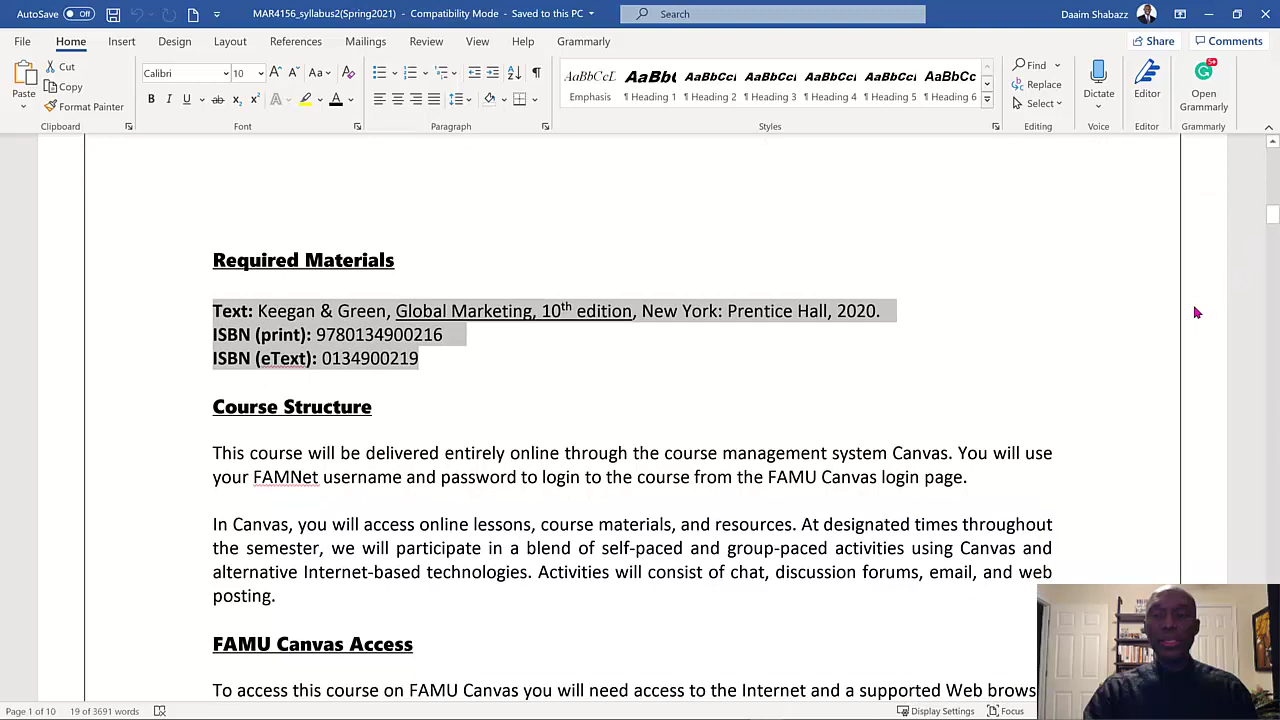 AutoSave Off MAR4156_syllabus2(Spring2021) - Compatibility Mode - Saved to this PC Search Daaim Shabazz
File Home Insert Design Layout References Mailings Review View Help Grammarly Share Comments
Paste Cut Copy Format Painter
Clipboard
Calibri 10
Font
Paragraph
AaBbCcL AaBb( AaBbCcI AaBbCcI AaBbCcI AaBbCcI AaBbCc
Emphasis ¶ Heading 1 ¶ Heading 2 ¶ Heading 3 ¶ Heading 4 ¶ Heading 5 ¶ Heading 6
Styles
Find
Replace
Select
Editing
Dictate
Voice
Editor
Editor
Open
Grammarly
Grammarly
Required Materials
Text: Keegan & Green, Global Marketing, 10th edition, New York: Prentice Hall, 2020.
ISBN (print): 9780134900216
ISBN (eText): 0134900219
Course Structure
This course will be delivered entirely online through the course management system Canvas. You will use
your FAMNet username and password to login to the course from the FAMU Canvas login page.
In Canvas, you will access online lessons, course materials, and resources. At designated times throughout
the semester, we will participate in a blend of self-paced and group-paced activities using Canvas and
alternative Internet-based technologies. Activities will consist of chat, discussion forums, email, and web
posting.
FAMU Canvas Access
To access this course on FAMU Canvas you will need access to the Internet and a supported Web brows
Page 1 of 10 19 of 3691 words Display Settings Focus